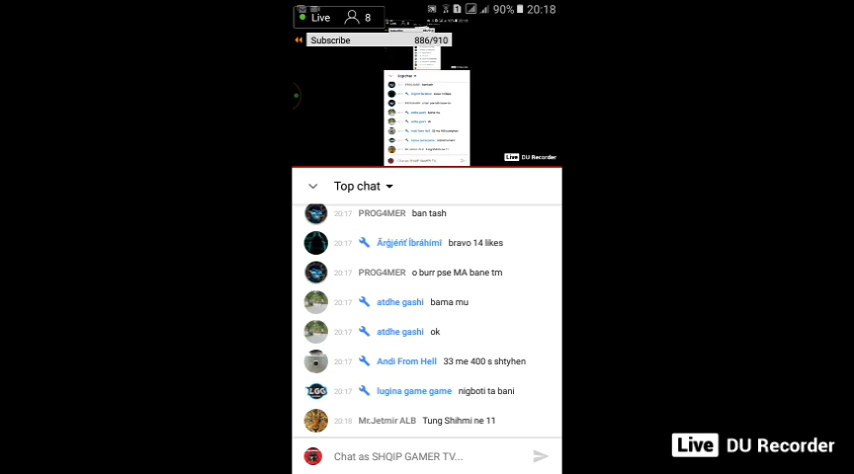 Live 8 90% 20:18
Subscribe 886/910
Top chat
Live DU Recorder
Top chat
20:17 PROG4MER ban tash
20:17 Ãrģjéńť Íbráhímî bravo 14 likes
20:17 PROG4MER o burr pse MA bane tm
20:17 atdhe gashi bama mu
20:17 atdhe gashi ok
20:17 Andi From Hell 33 me 400 s shtyhen
20:17 lugina game game nigboti ta bani
20:18 Mr.Jetmir ALB Tung Shihmi ne 11
Chat as SHQIP GAMER TV...
Live DU Recorder